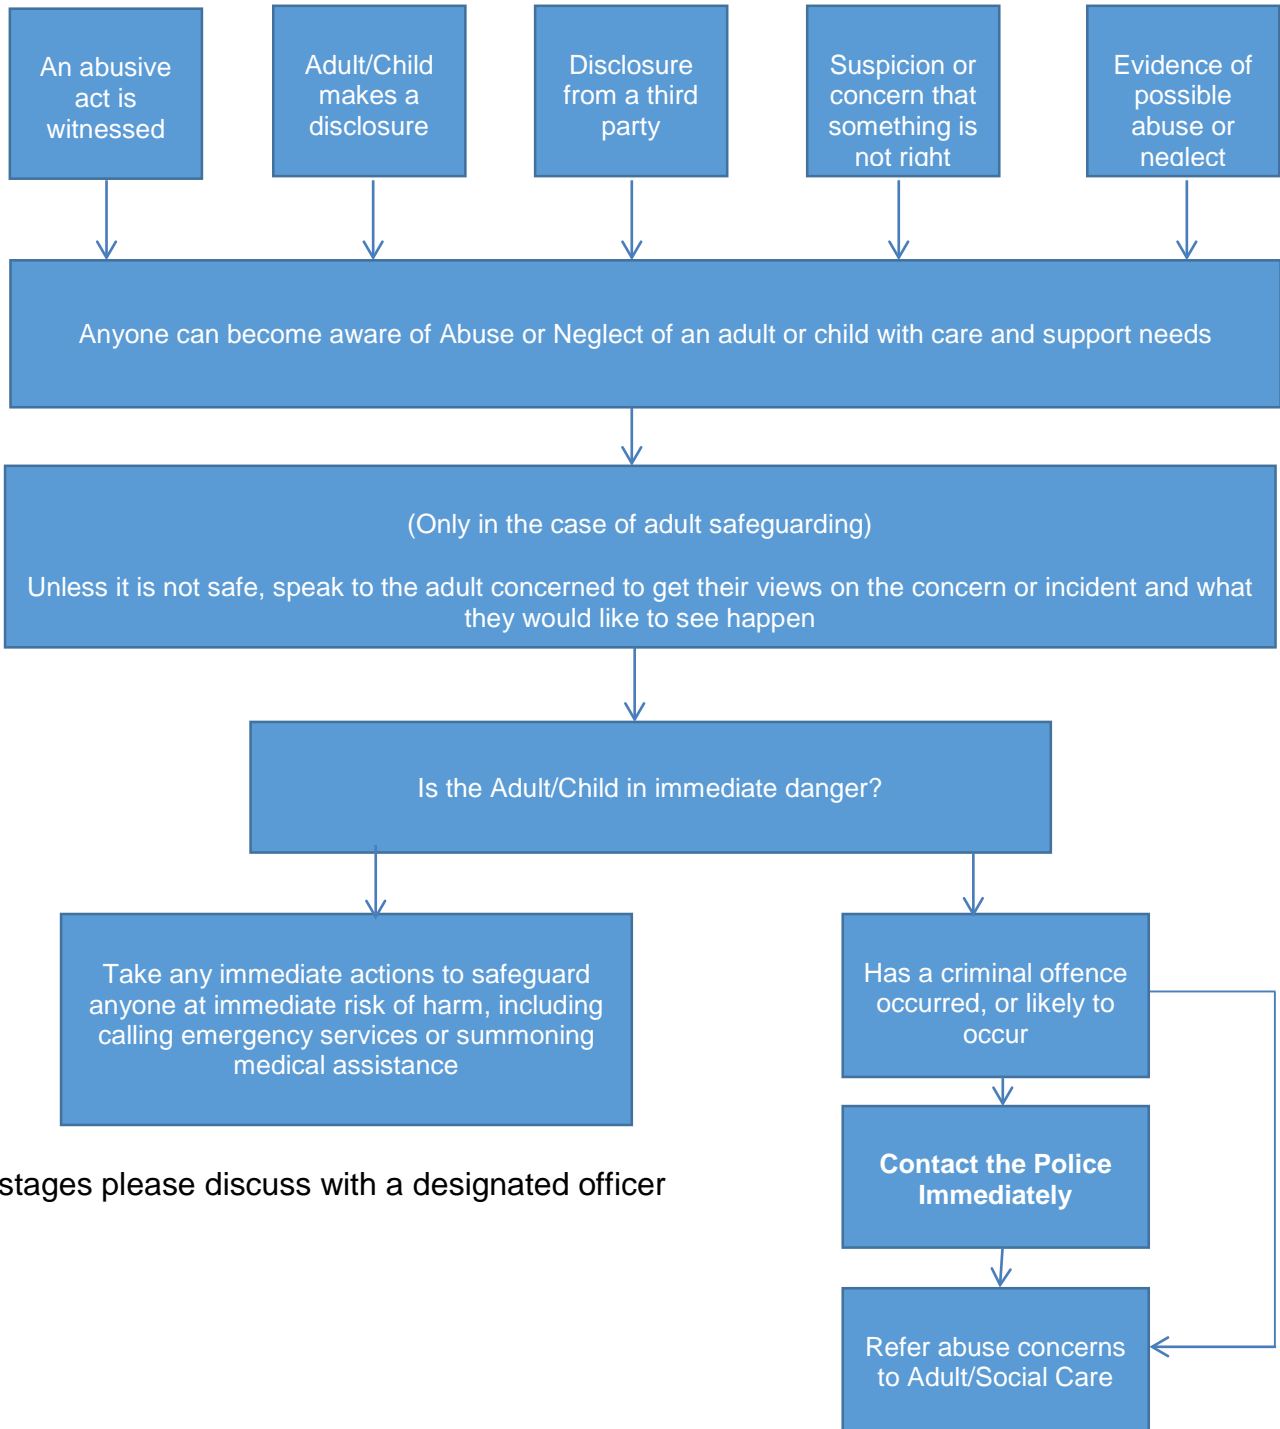 An abusive
act is
witnessed
Adult/Child
makes a
disclosure
Disclosure
from a third
party
Suspicion or
concern that
something is
not right
Evidence of
possible
abuse or
neglect
Anyone can become aware of Abuse or Neglect of an adult or child with care and support needs
(Only in the case of adult safeguarding)
Unless it is not safe, speak to the adult concerned to get their views on the concern or incident and what
they would like to see happen
Is the Adult/Child in immediate danger?
Take any immediate actions to safeguard
anyone at immediate risk of harm, including
calling emergency services or summoning
medical assistance
Has a criminal offence
occurred, or likely to
occur
Contact the Police
Immediately
stages please discuss with a designated officer
Refer abuse concerns
to Adult/Social Care